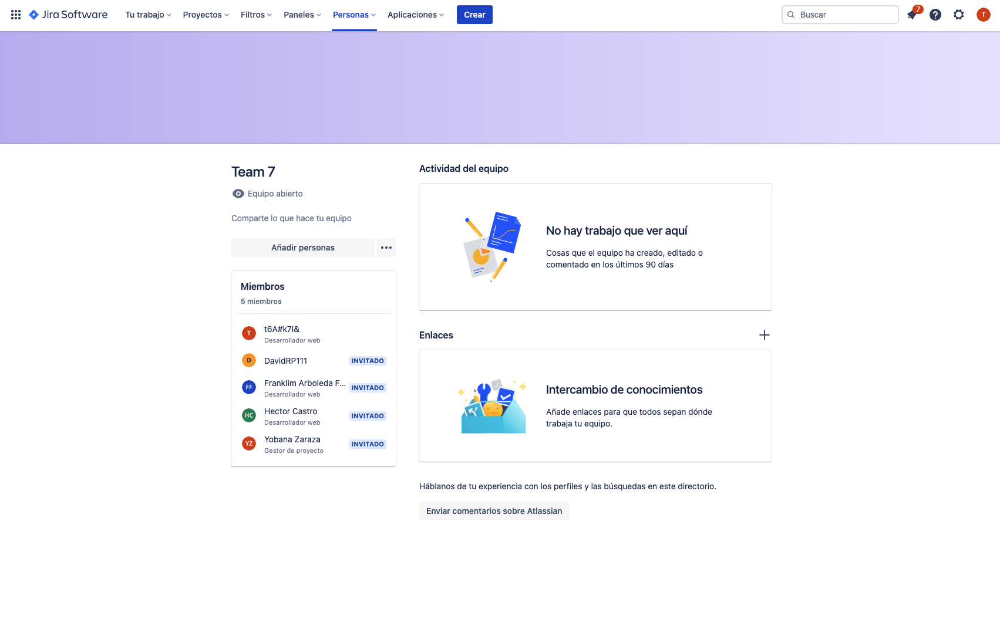 Jira Software
Tu trabajo
Proyectos
Filtros
Paneles
Personas
Aplicaciones
Crear
Buscar
7
?
T
Team 7
Equipo abierto
Comparte lo que hace tu equipo
Añadir personas
Miembros
5 miembros
T
t6A#k7I&
Desarrollador web
D
DavidRP111
INVITADO
FF
Franklim Arboleda F...
Desarrollador web
INVITADO
HC
Hector Castro
Desarrollador web
INVITADO
YZ
Yobana Zaraza
Gestor de proyecto
INVITADO
Actividad del equipo
No hay trabajo que ver aquí
Cosas que el equipo ha creado, editado o
comentado en los últimos 90 días
Enlaces
Intercambio de conocimientos
Añade enlaces para que todos sepan dónde
trabaja tu equipo.
Háblanos de tu experiencia con los perfiles y las búsquedas en este directorio.
Enviar comentarios sobre Atlassian